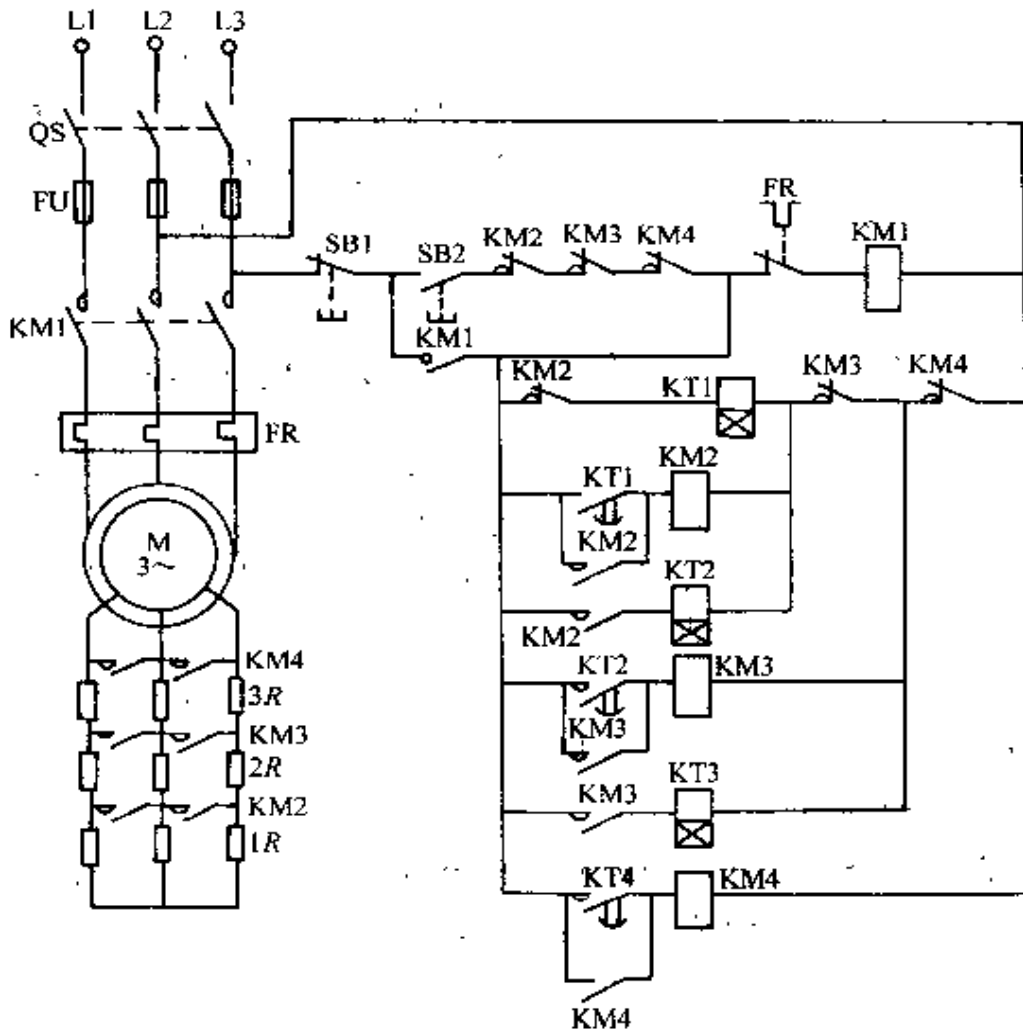 L1 L2 L3
QS
FU
FR
SB1 SB2 KM2 KM3 KM4 KM1
KM1
KM1
KM2 KT1 KM3 KM4
FR
KT1 KM2
M
3~
KM2
KT2
KM2
KM4
KT2 KM3
3R
KM3
KM3
2R
KM3 KT3
KM2
1R
KT4 KM4
KM4